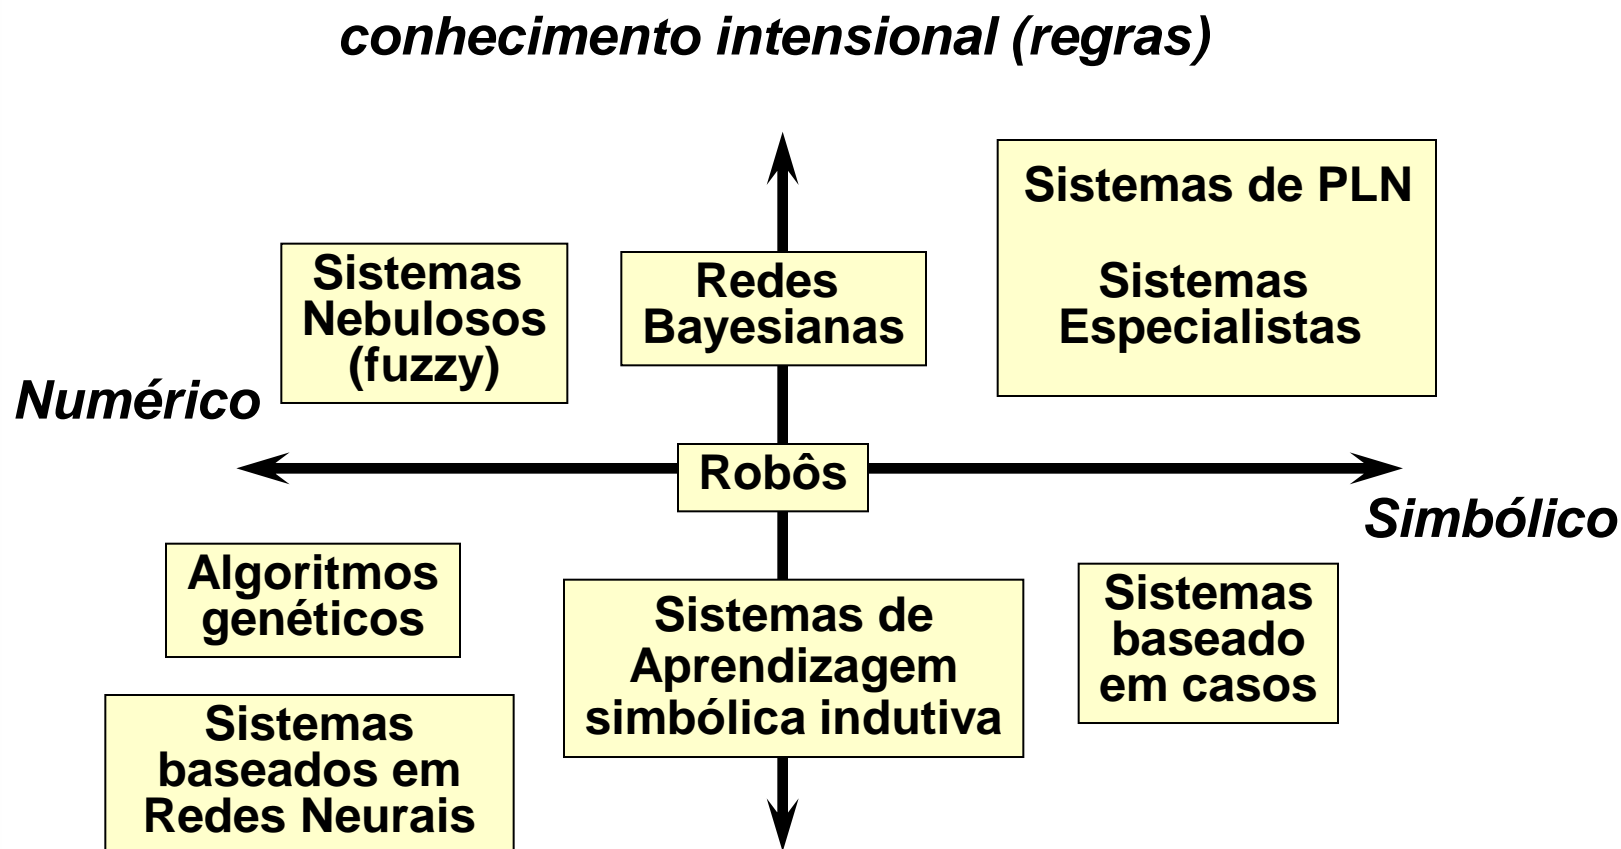 conhecimento intensional (regras)
Sistemas de PLN
Sistemas
Especialistas
Sistemas
Nebulosos
(fuzzy)
Redes
Bayesianas
Numérico
Robôs
Simbólico
Algoritmos
genéticos
Sistemas de
Aprendizagem
simbólica indutiva
Sistemas
baseado
em casos
Sistemas
baseados em
Redes Neurais